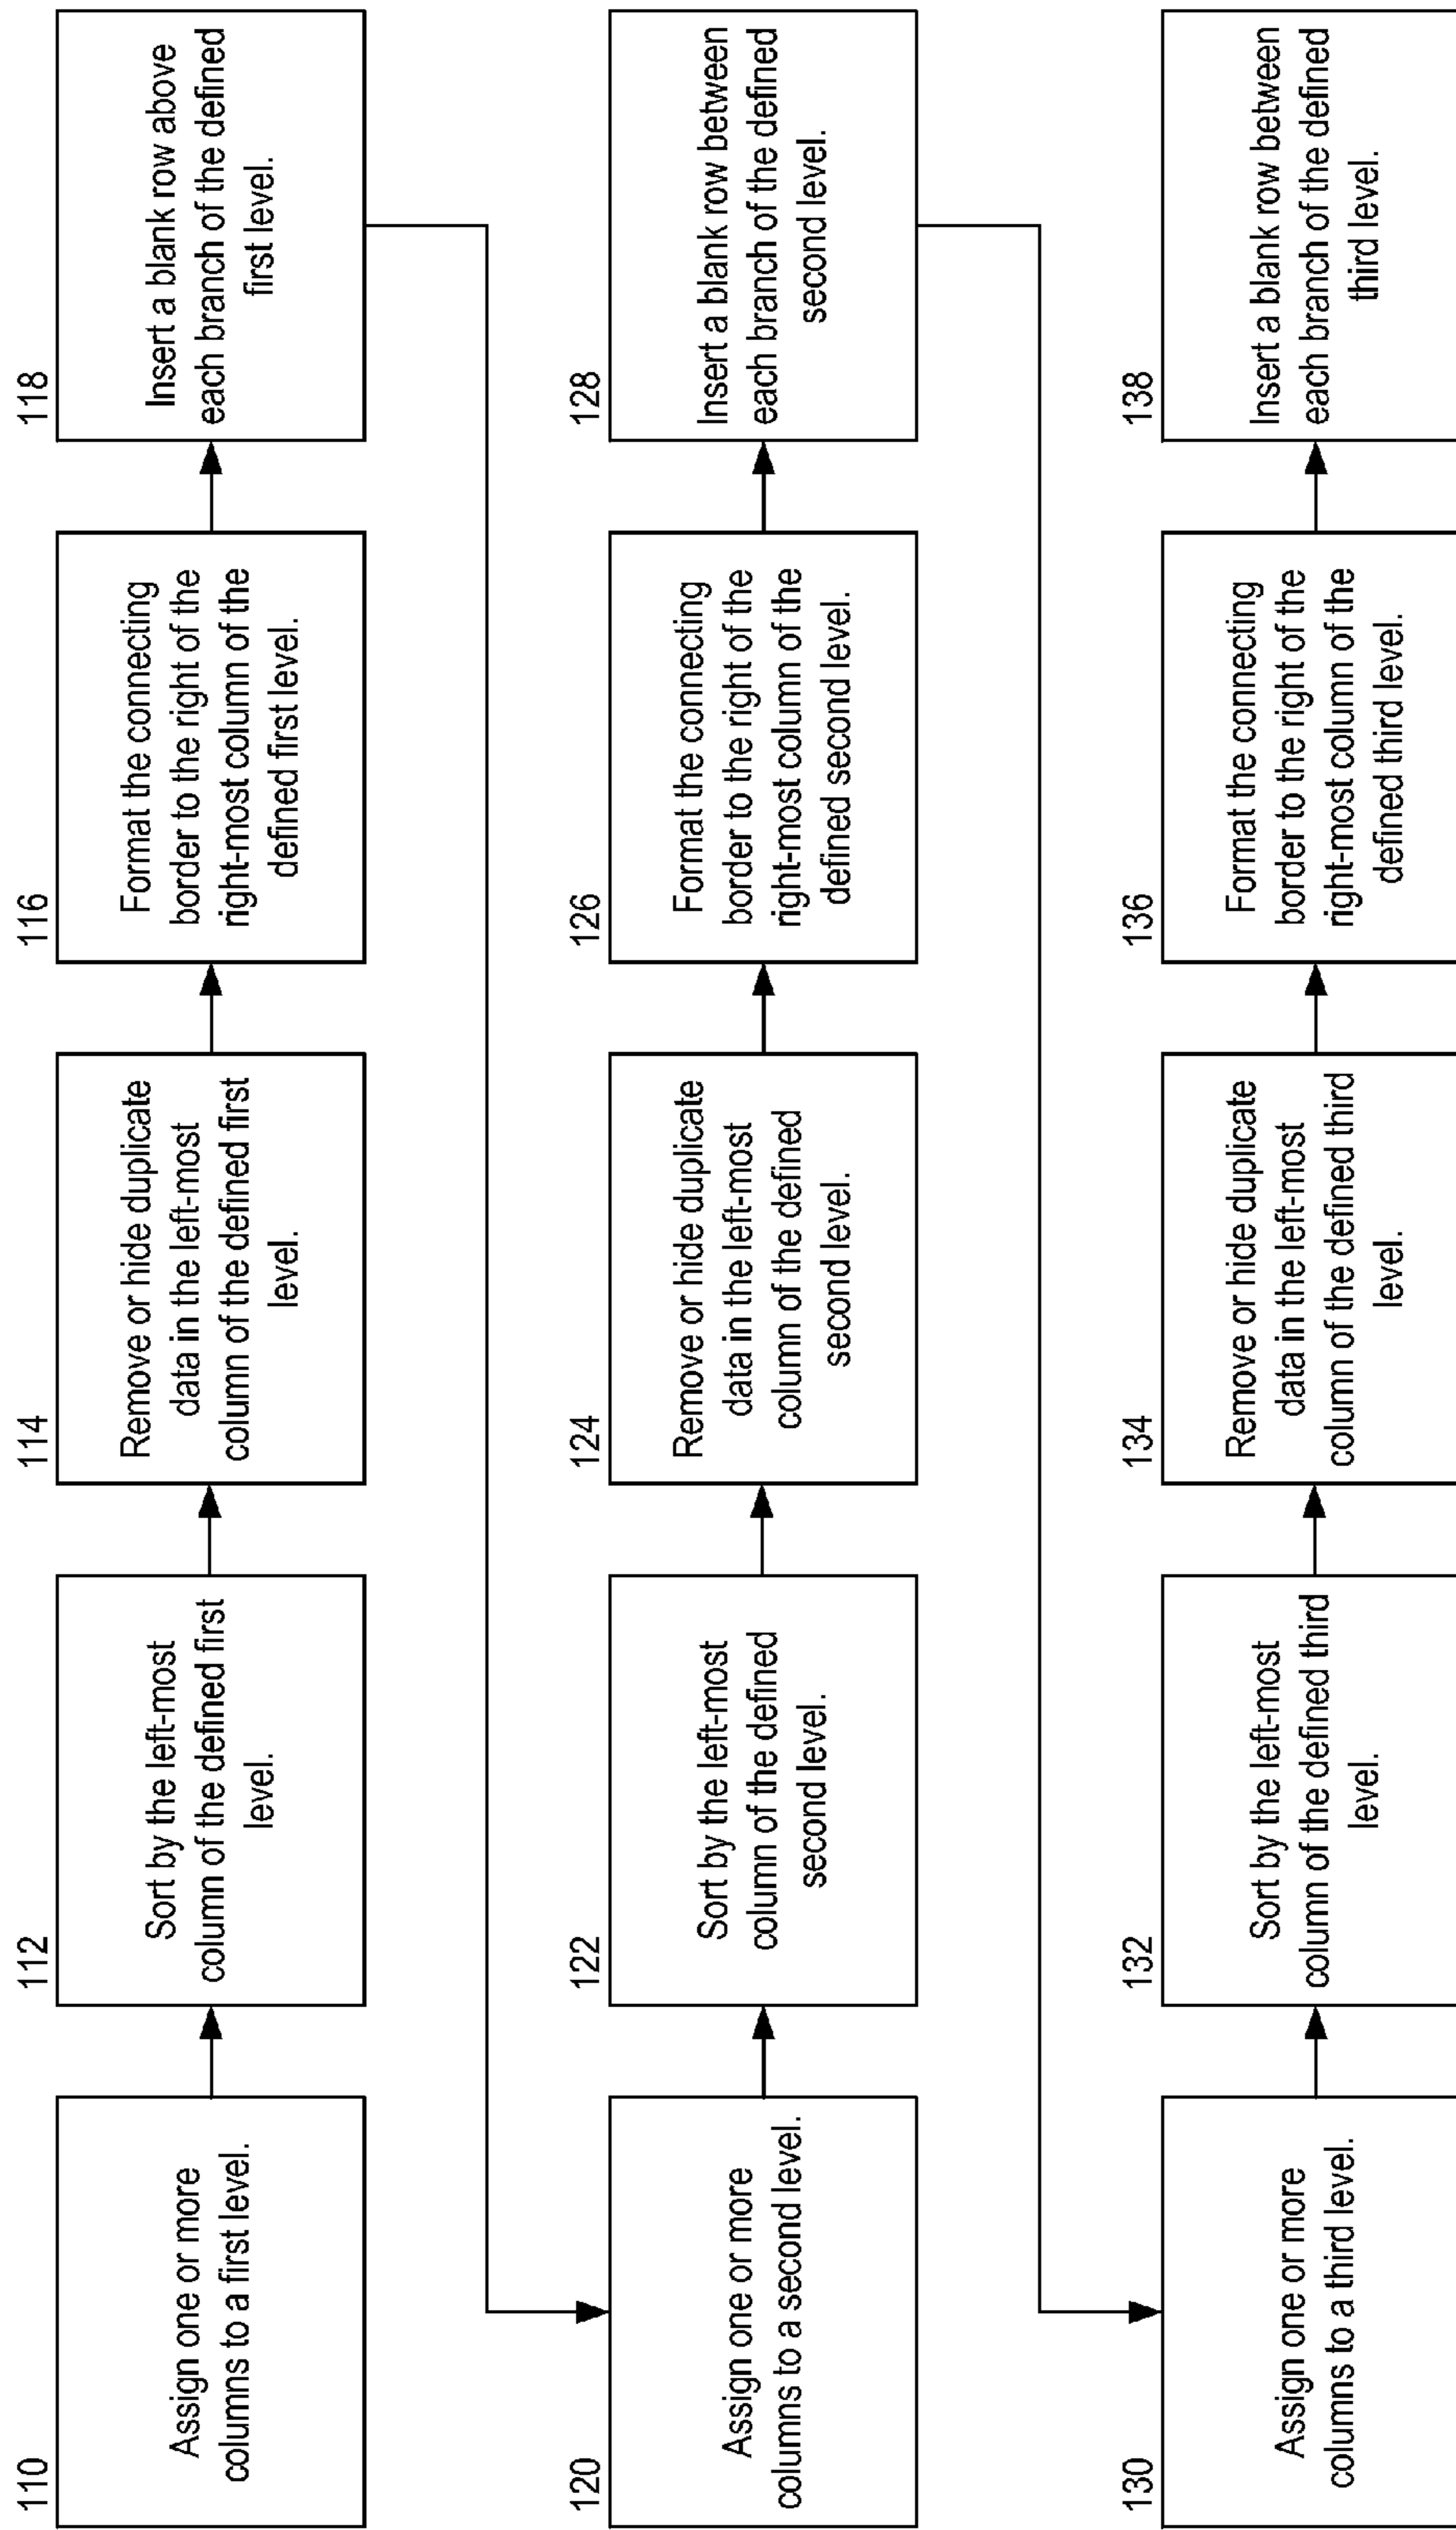 110
Assign one or more
columns to a first level.
112
Sort by the left-most
column of the defined first
level.
114
Remove or hide duplicate
data in the left-most
column of the defined first
level.
116
Format the connecting
border to the right of the
right-most column of the
defined first level.
118
Insert a blank row above
each branch of the defined
first level.
120
Assign one or more
columns to a second level.
122
Sort by the left-most
column of the defined
second level.
124
Remove or hide duplicate
data in the left-most
column of the defined
second level.
126
Format the connecting
border to the right of the
right-most column of the
defined second level.
128
Insert a blank row between
each branch of the defined
second level.
130
Assign one or more
columns to a third level.
132
Sort by the left-most
column of the defined third
level.
134
Remove or hide duplicate
data in the left-most
column of the defined third
level.
136
Format the connecting
border to the right of the
right-most column of the
defined third level.
138
Insert a blank row between
each branch of the defined
third level.